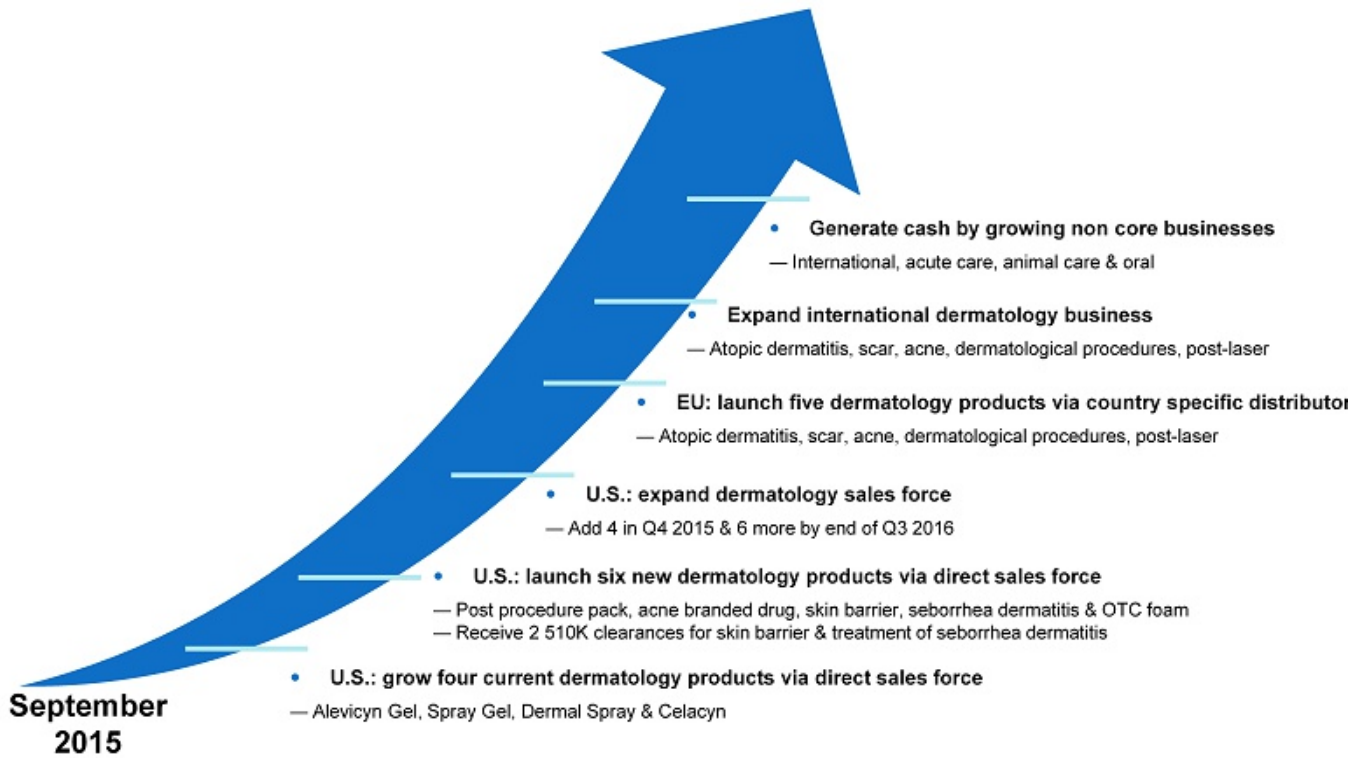 • Generate cash by growing non core businesses
— International, acute care, animal care & oral
• Expand international dermatology business
— Atopic dermatitis, scar, acne, dermatological procedures, post-laser
• EU: launch five dermatology products via country specific distributor
— Atopic dermatitis, scar, acne, dermatological procedures, post-laser
• U.S.: expand dermatology sales force
— Add 4 in Q4 2015 & 6 more by end of Q3 2016
• U.S.: launch six new dermatology products via direct sales force
— Post procedure pack, acne branded drug, skin barrier, seborrhea dermatitis & OTC foam
— Receive 2 510K clearances for skin barrier & treatment of seborrhea dermatitis
• U.S.: grow four current dermatology products via direct sales force
— Alevicyn Gel, Spray Gel, Dermal Spray & Celacyn
September
2015